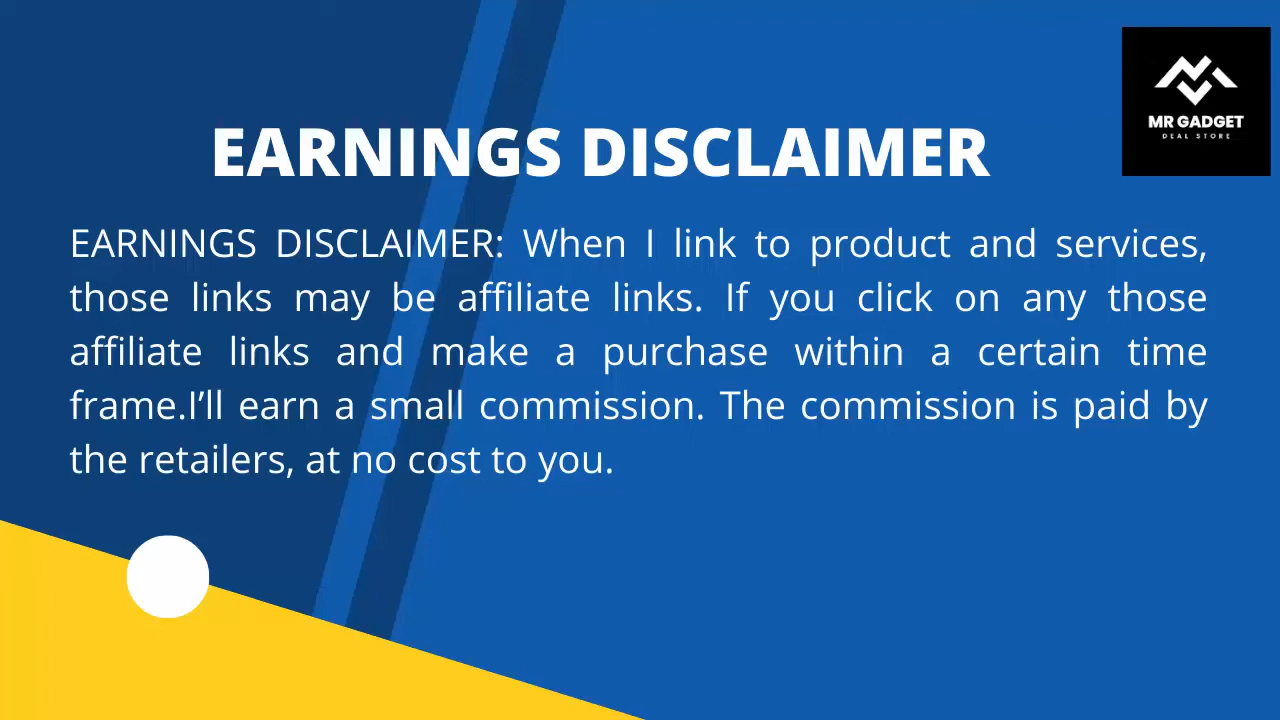 MR GADGET
DEAL STORE
EARNINGS DISCLAIMER
EARNINGS DISCLAIMER: When I link to product and services,
those links may be affiliate links. If you click on any those
affiliate links and make a purchase within a certain time
frame.I’ll earn a small commission. The commission is paid by
the retailers, at no cost to you.